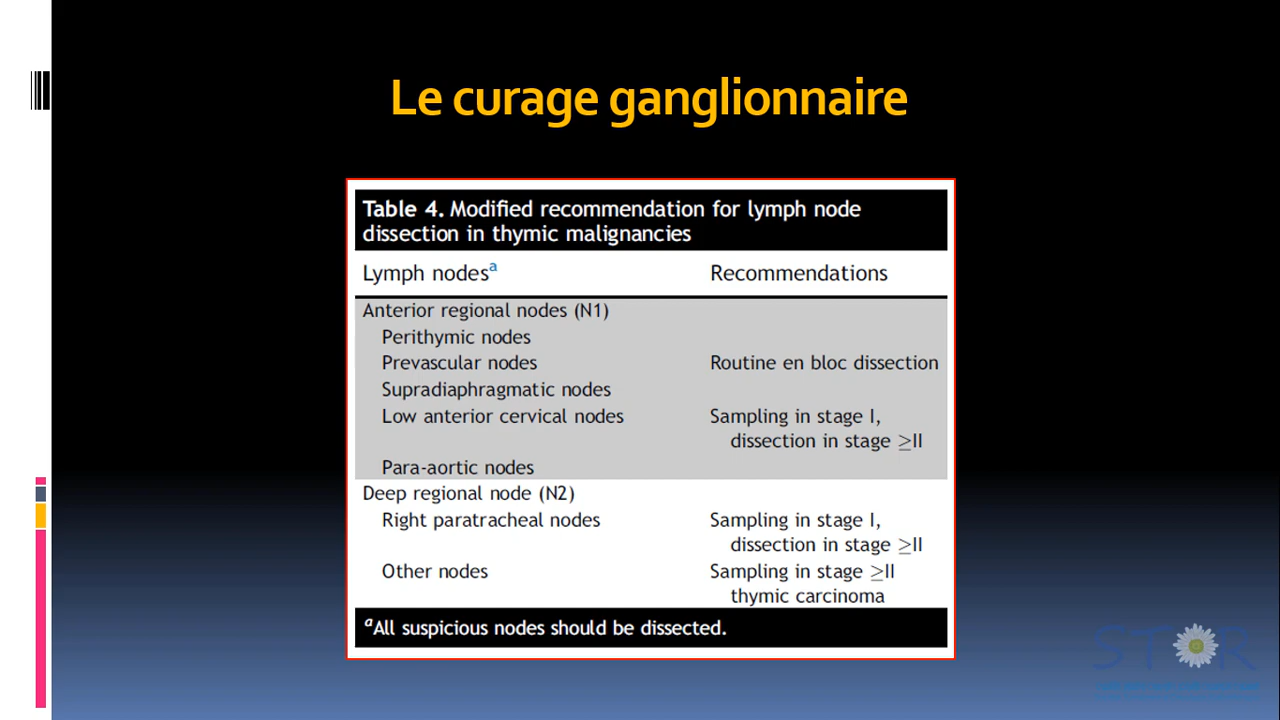 Le curage ganglionnaire
Table 4. Modified recommendation for lymph node
dissection in thymic malignancies
Lymph nodesa Recommendations
Anterior regional nodes (N1)
Perithymic nodes
Prevascular nodes Routine en bloc dissection
Supradiaphragmatic nodes
Low anterior cervical nodes Sampling in stage I,
dissection in stage ≥II
Para-aortic nodes
Deep regional node (N2)
Right paratracheal nodes Sampling in stage I,
dissection in stage ≥II
Other nodes Sampling in stage ≥II
thymic carcinoma
aAll suspicious nodes should be dissected.